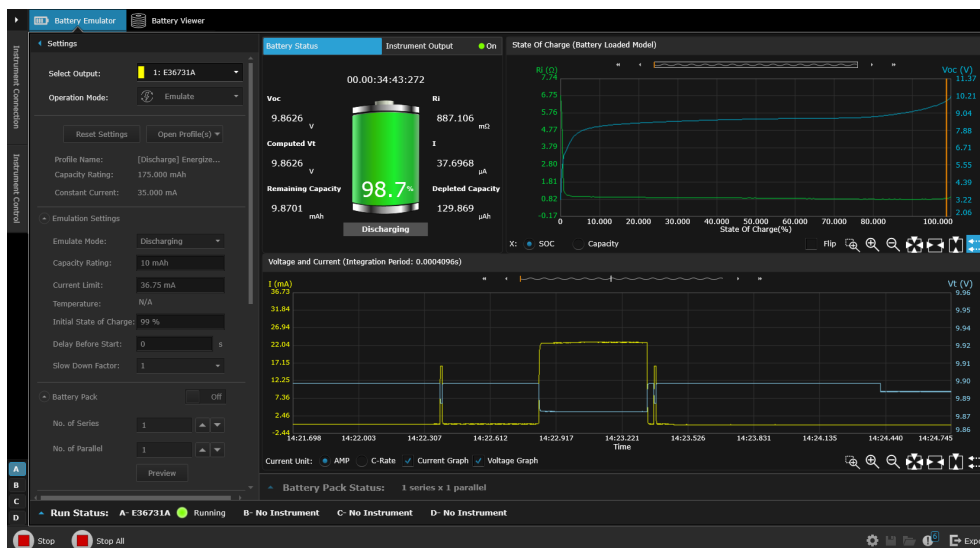 Battery Emulator
Battery Viewer
Instrument Connection
Instrument Control
A
B
C
D
Settings
Select Output:
1: E36731A
Operation Mode:
Emulate
Reset Settings
Open Profile(s)
Profile Name:
[Discharge] Energize...
Capacity Rating:
175.000 mAh
Constant Current:
35.000 mA
Emulation Settings
Emulate Mode:
Discharging
Capacity Rating:
10 mAh
Current Limit:
36.75 mA
Temperature:
N/A
Initial State of Charge:
99 %
Delay Before Start:
0
s
Slow Down Factor:
1
Battery Pack
Off
No. of Series
1
No. of Parallel
1
Preview
Battery Status
Instrument Output
On
00.00:34:43:272
Voc
9.8626 V
Computed Vt
9.8626 V
Remaining Capacity
9.8701 mAh
98.7%
Ri
887.106 mΩ
I
37.6968 µA
Depleted Capacity
129.869 µAh
Discharging
State Of Charge (Battery Loaded Model)
Ri (Ω)
7.74
6.75
5.76
4.77
3.79
2.80
1.81
0.82
-0.17
Voc (V)
11.37
10.21
9.04
7.88
6.71
5.55
4.39
3.22
2.06
0 10.000 20.000 30.000 40.000 50.000 60.000 70.000 80.000 100.000
State Of Charge(%)
X:
SOC
Capacity
Flip
Voltage and Current (Integration Period: 0.0004096s)
I (mA)
36.73
31.84
26.94
22.04
17.15
12.25
7.36
2.46
-2.44
Vt (V)
9.96
9.95
9.94
9.92
9.91
9.90
9.89
9.87
9.86
14:21.698 14:22.003 14:22.307 14:22.612 14:22.917 14:23.221 14:23.526 14:23.831 14:24.135 14:24.440 14:24.745
Time
Current Unit:
AMP
C-Rate
Current Graph
Voltage Graph
Battery Pack Status: 1 series x 1 parallel
Run Status: A- E36731A Running B- No Instrument C- No Instrument D- No Instrument
Stop
Stop All
6
Expo